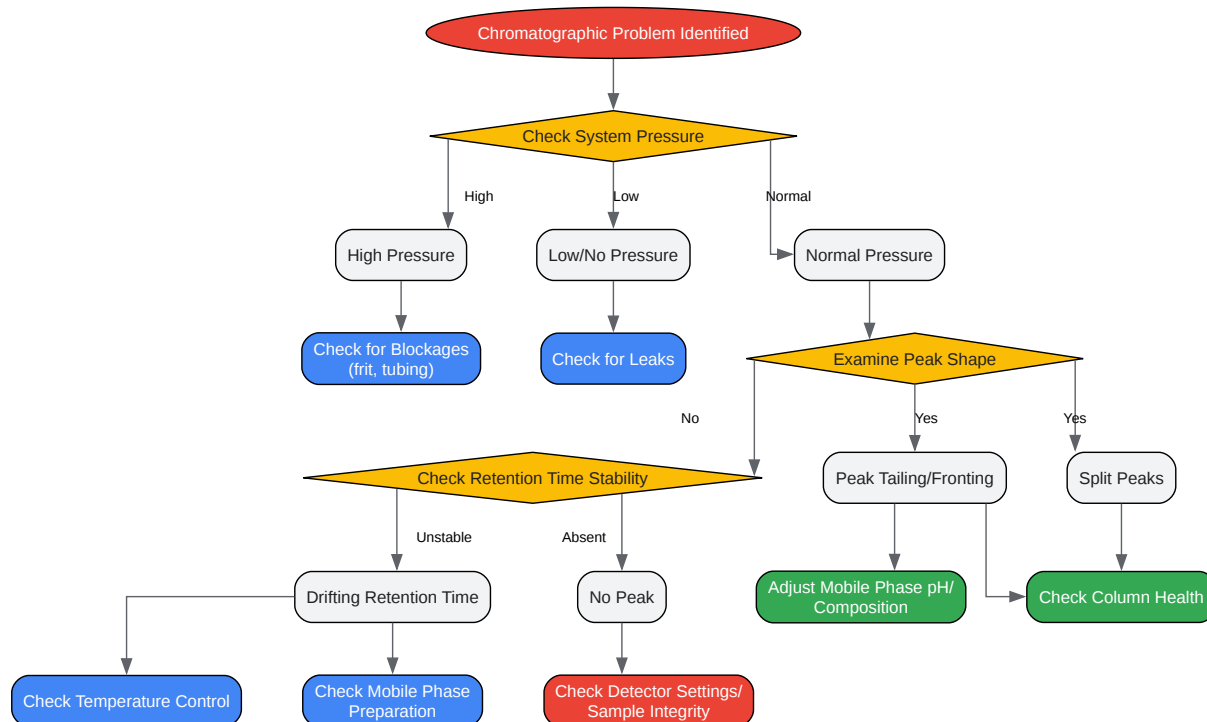 Chromatographic Problem Identified
Check System Pressure
High
Low
Normal
High Pressure
Low/No Pressure
Normal Pressure
Check for Blockages
(frit, tubing)
Check for Leaks
Examine Peak Shape
No
Yes
Yes
Check Retention Time Stability
Peak Tailing/Fronting
Split Peaks
Unstable
Absent
Drifting Retention Time
No Peak
Adjust Mobile Phase pH/
Composition
Check Column Health
Check Temperature Control
Check Mobile Phase
Preparation
Check Detector Settings/
Sample Integrity